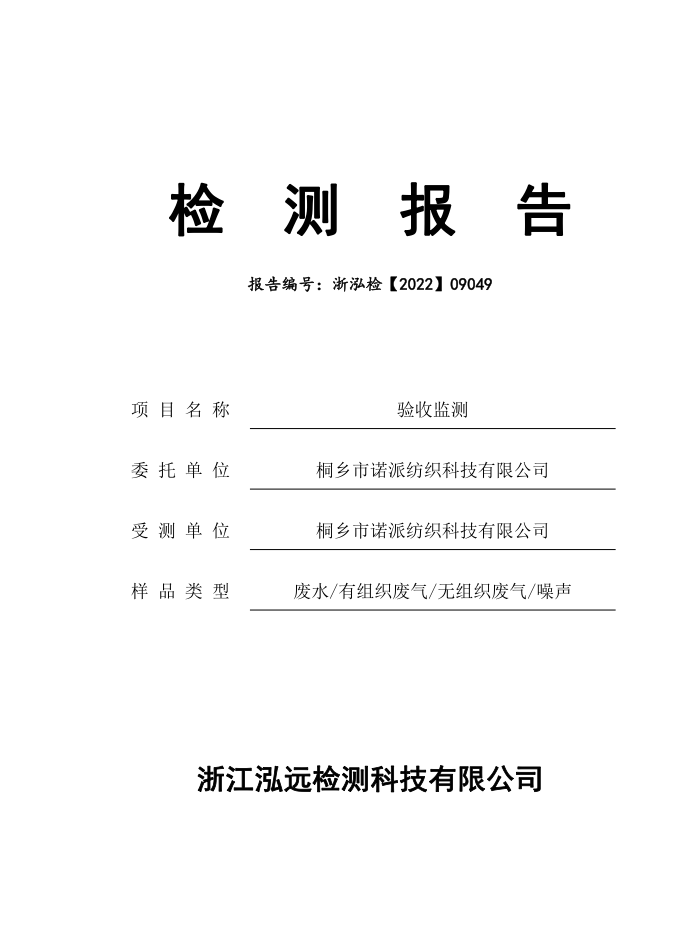 检测报告
报告编号：浙泓检【2022】09049
项目名称 验收监测
委托单位 桐乡市诺派纺织科技有限公司
受测单位 桐乡市诺派纺织科技有限公司
样品类型 废水/有组织废气/无组织废气/噪声
浙江泓远检测科技有限公司